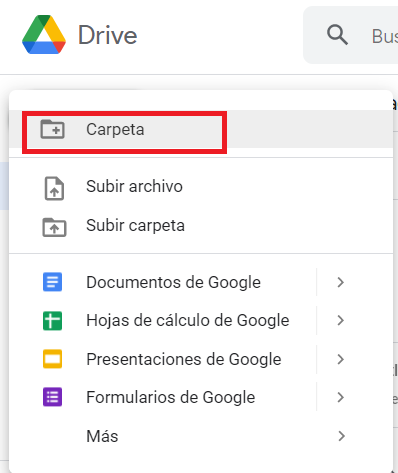 Drive
Bus
Carpeta
Subir archivo
Subir carpeta
Documentos de Google
Hojas de cálculo de Google
Presentaciones de Google
Formularios de Google
Más